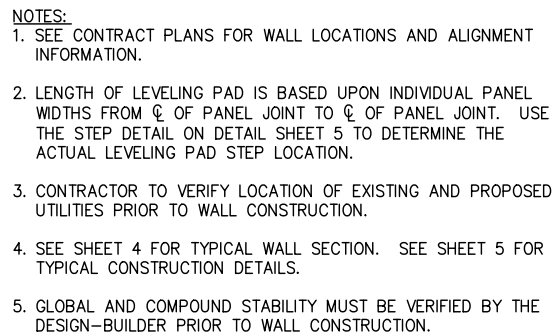 NOTES:
1. SEE CONTRACT PLANS FOR WALL LOCATIONS AND ALIGNMENT
INFORMATION.
2. LENGTH OF LEVELING PAD IS BASED UPON INDIVIDUAL PANEL
WIDTHS FROM ℄ OF PANEL JOINT TO ℄ OF PANEL JOINT. USE
THE STEP DETAIL ON DETAIL SHEET 5 TO DETERMINE THE
ACTUAL LEVELING PAD STEP LOCATION.
3. CONTRACTOR TO VERIFY LOCATION OF EXISTING AND PROPOSED
UTILITIES PRIOR TO WALL CONSTRUCTION.
4. SEE SHEET 4 FOR TYPICAL WALL SECTION. SEE SHEET 5 FOR
TYPICAL CONSTRUCTION DETAILS.
5. GLOBAL AND COMPOUND STABILITY MUST BE VERIFIED BY THE
DESIGN-BUILDER PRIOR TO WALL CONSTRUCTION.